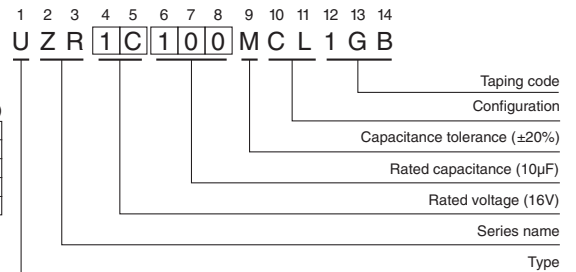 1 2 3 4 5 6 7 8 9 10 11 12 13 14
U Z R 1 C 1 0 0 M C L 1 G B
Taping code
Configuration
Capacitance tolerance (±20%)
Rated capacitance (10µF)
Rated voltage (16V)
Series name
Type